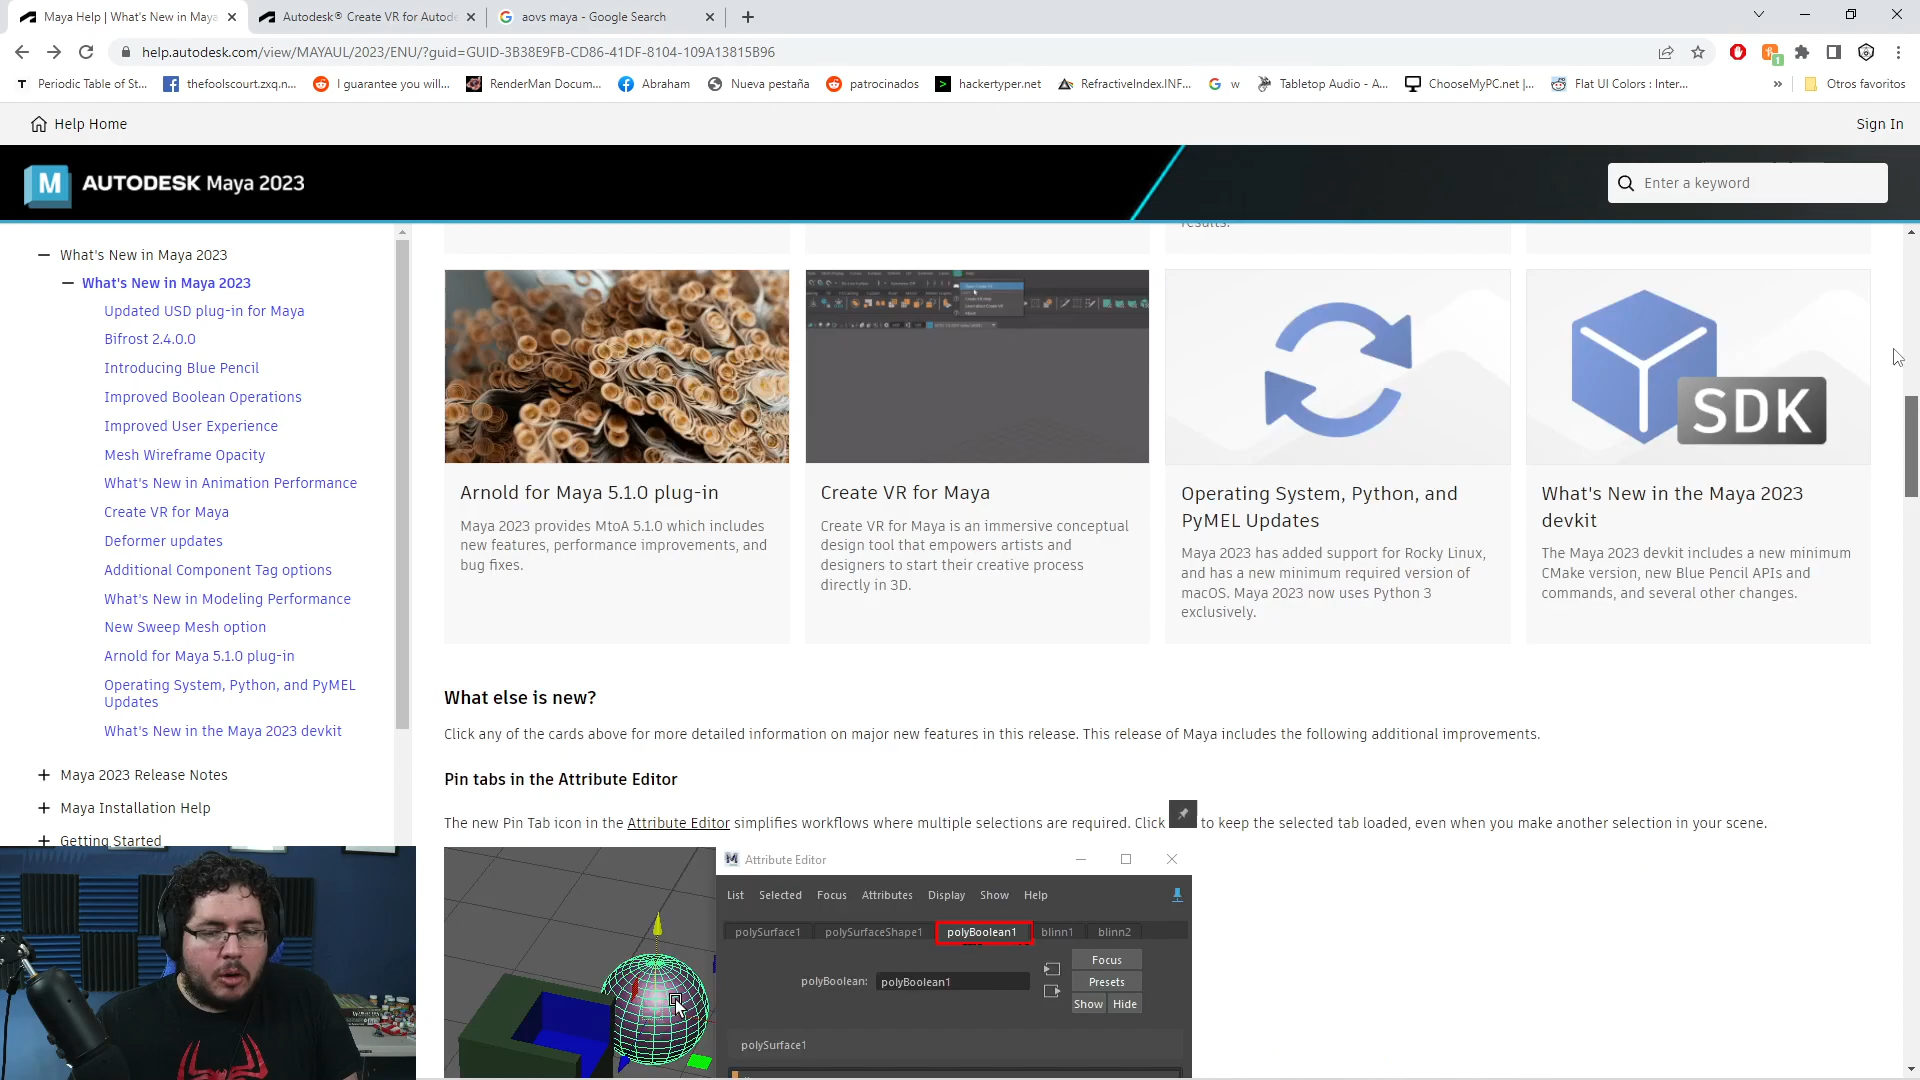 Maya Help | What's New in Maya
Autodesk® Create VR for Autode
aovs maya - Google Search
help.autodesk.com/view/MAYAUL/2023/ENU/?guid=GUID-3B38E9FB-CD86-41DF-8104-109A13815B96
Periodic Table of St...
thefoolscourt.zxq.n...
I guarantee you will...
RenderMan Docum...
Abraham
Nueva pestaña
patrocinados
hackertyper.net
RefractiveIndex.INF...
w
Tabletop Audio - A...
ChooseMyPC.net |...
Flat UI Colors : Inter...
»
Otros favoritos
Help Home
Sign In
M AUTODESK Maya 2023
Enter a keyword
What's New in Maya 2023
What's New in Maya 2023
Updated USD plug-in for Maya
Bifrost 2.4.0.0
Introducing Blue Pencil
Improved Boolean Operations
Improved User Experience
Mesh Wireframe Opacity
What's New in Animation Performance
Create VR for Maya
Deformer updates
Additional Component Tag options
What's New in Modeling Performance
New Sweep Mesh option
Arnold for Maya 5.1.0 plug-in
Operating System, Python, and PyMEL
Updates
What's New in the Maya 2023 devkit
Maya 2023 Release Notes
Maya Installation Help
Getting Started
results.
SDK
Arnold for Maya 5.1.0 plug-in
Maya 2023 provides MtoA 5.1.0 which includes
new features, performance improvements, and
bug fixes.
Create VR for Maya
Create VR for Maya is an immersive conceptual
design tool that empowers artists and
designers to start their creative process
directly in 3D.
Operating System, Python, and
PyMEL Updates
Maya 2023 has added support for Rocky Linux,
and has a new minimum required version of
macOS. Maya 2023 now uses Python 3
exclusively.
What's New in the Maya 2023
devkit
The Maya 2023 devkit includes a new minimum
CMake version, new Blue Pencil APIs and
commands, and several other changes.
What else is new?
Click any of the cards above for more detailed information on major new features in this release. This release of Maya includes the following additional improvements.
Pin tabs in the Attribute Editor
The new Pin Tab icon in the Attribute Editor simplifies workflows where multiple selections are required. Click to keep the selected tab loaded, even when you make another selection in your scene.
Attribute Editor
List Selected Focus Attributes Display Show Help
polySurface1 polySurfaceShape1 polyBoolean1 blinn1 blinn2
polyBoolean: polyBoolean1
Focus
Presets
Show Hide
polySurface1